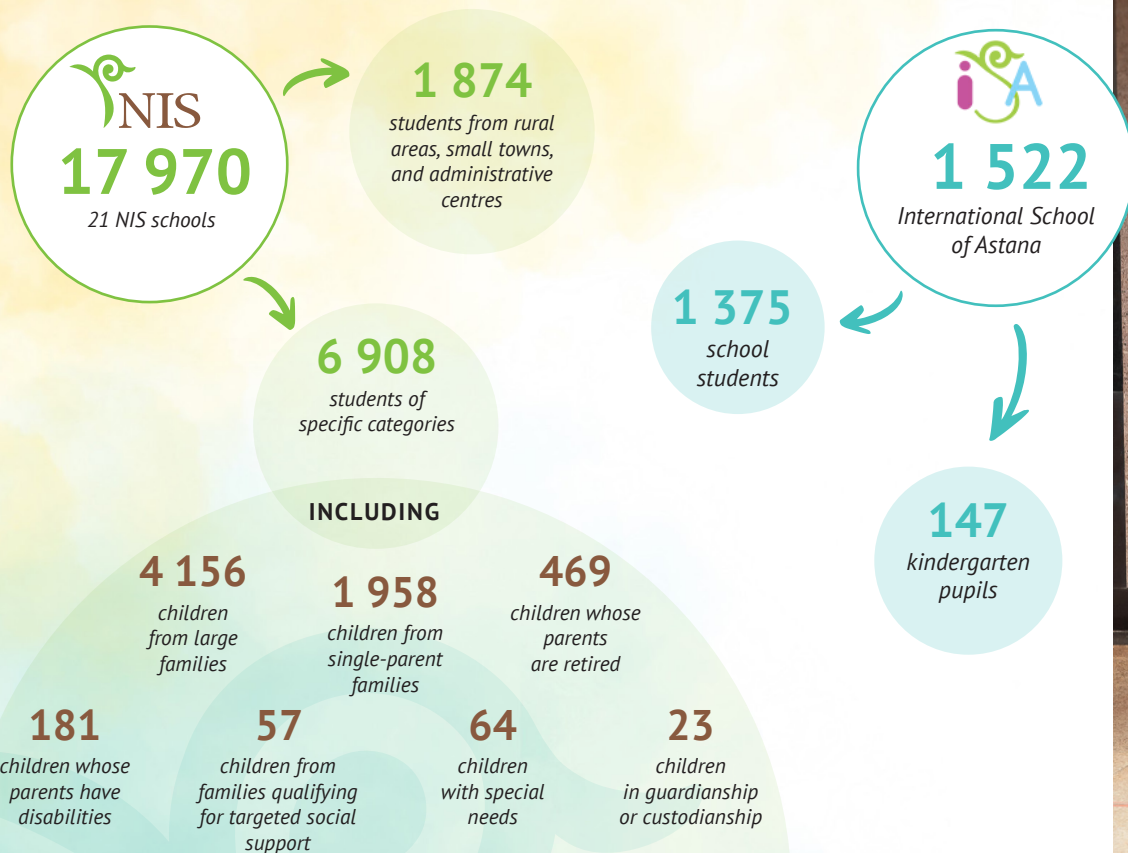 NIS
17 970
21 NIS schools
1 874
students from rural
areas, small towns,
and administrative
centres
6 908
students of
specific categories
INCLUDING
4 156
children
from large
families
1 958
children from
single-parent
families
469
children whose
parents
are retired
181
children whose
parents have
disabilities
57
children from
families qualifying
for targeted social
support
64
children
with special
needs
23
children
in guardianship
or custodianship
iSA
1 522
International School
of Astana
1 375
school
students
147
kindergarten
pupils